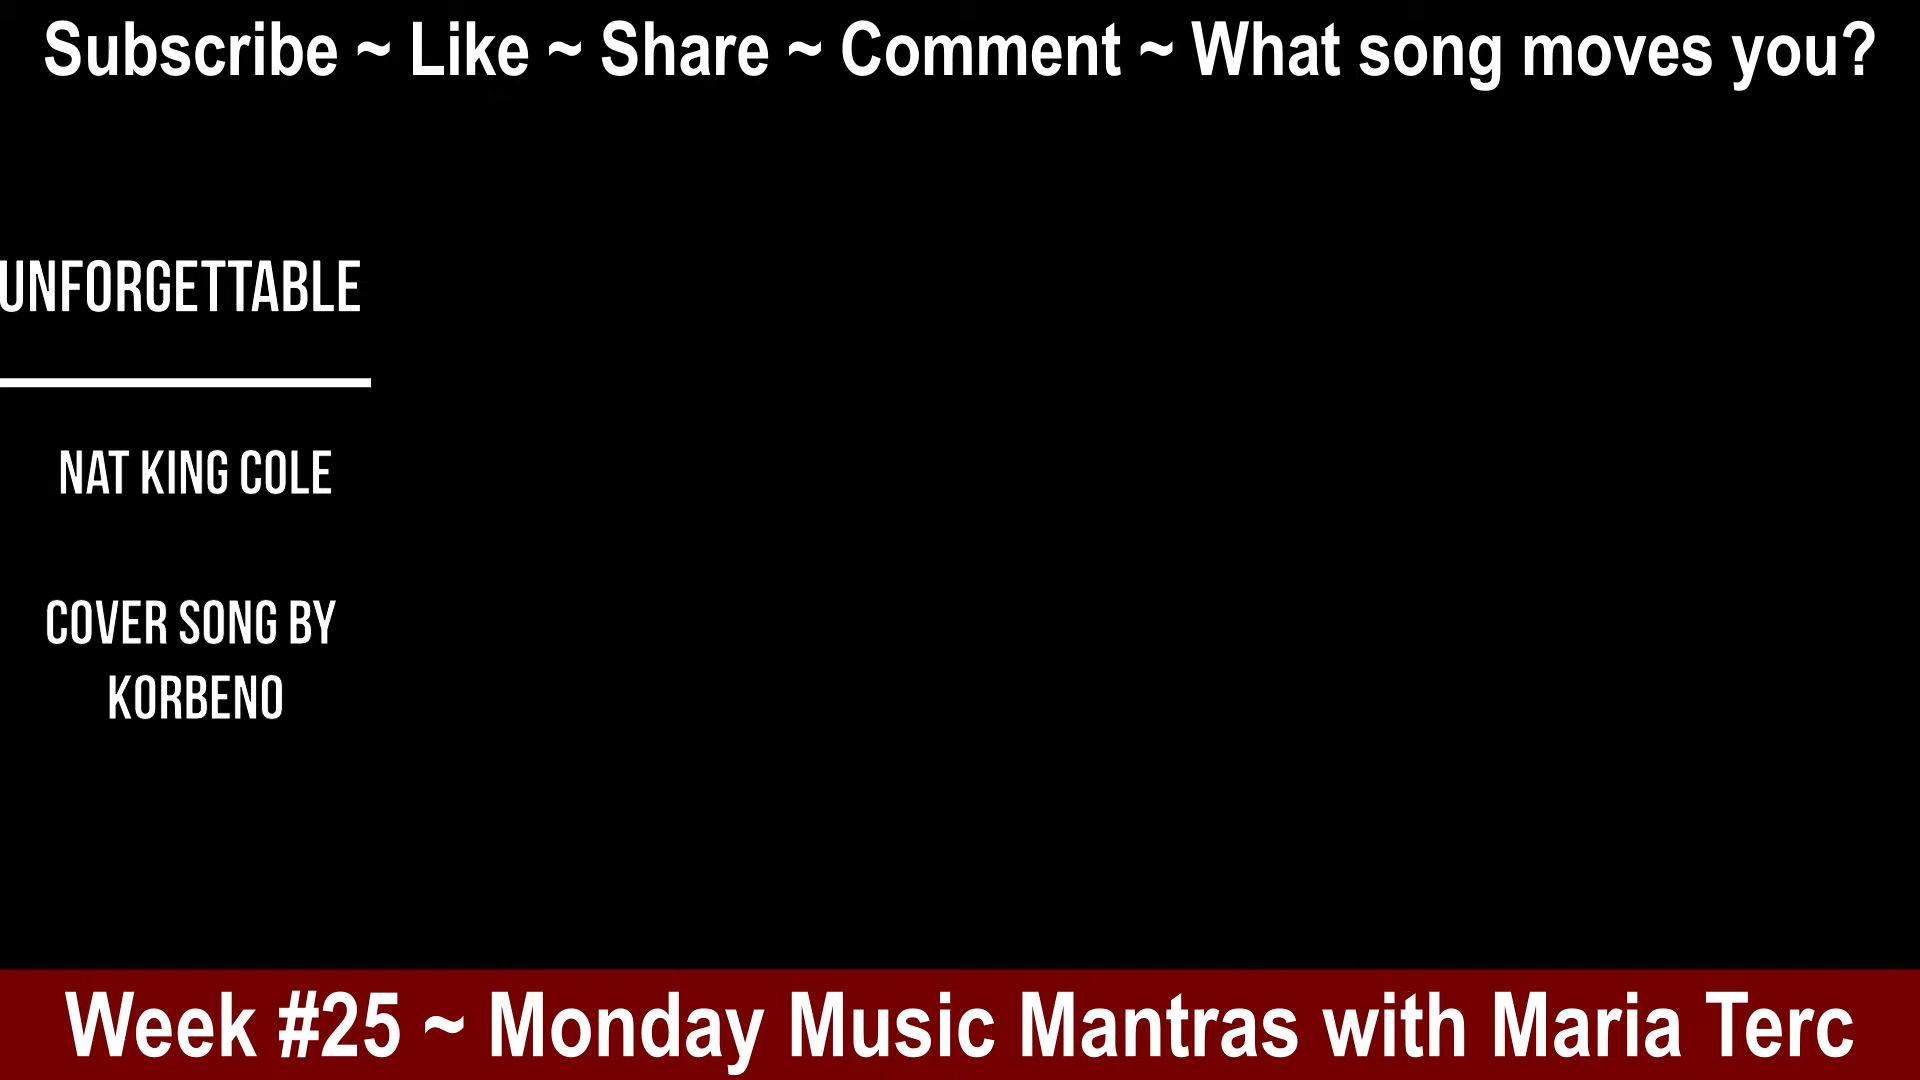 Subscribe ~ Like ~ Share ~ Comment ~ What song moves you?
UNFORGETTABLE
NAT KING COLE
COVER SONG BY
KORBENO
Week #25 ~ Monday Music Mantras with Maria Terc